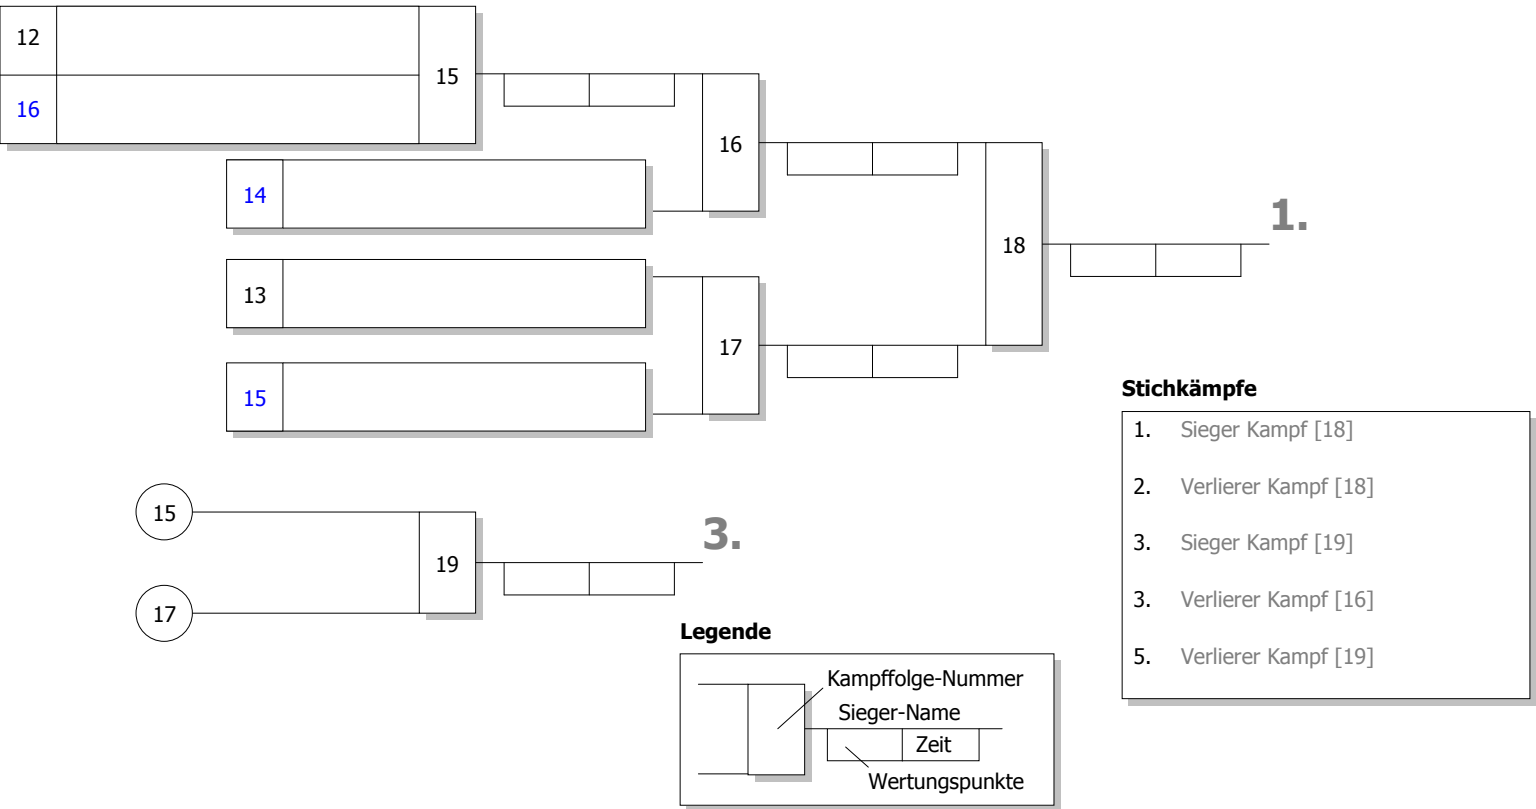 12
15
16
16
14
18
1.
13
17
15
Stichkämpfe
1. Sieger Kampf [18]
2. Verlierer Kampf [18]
3. Sieger Kampf [19]
3. Verlierer Kampf [16]
5. Verlierer Kampf [19]
15
19
3.
17
Legende
Kampffolge-Nummer
Sieger-Name
Zeit
Wertungspunkte